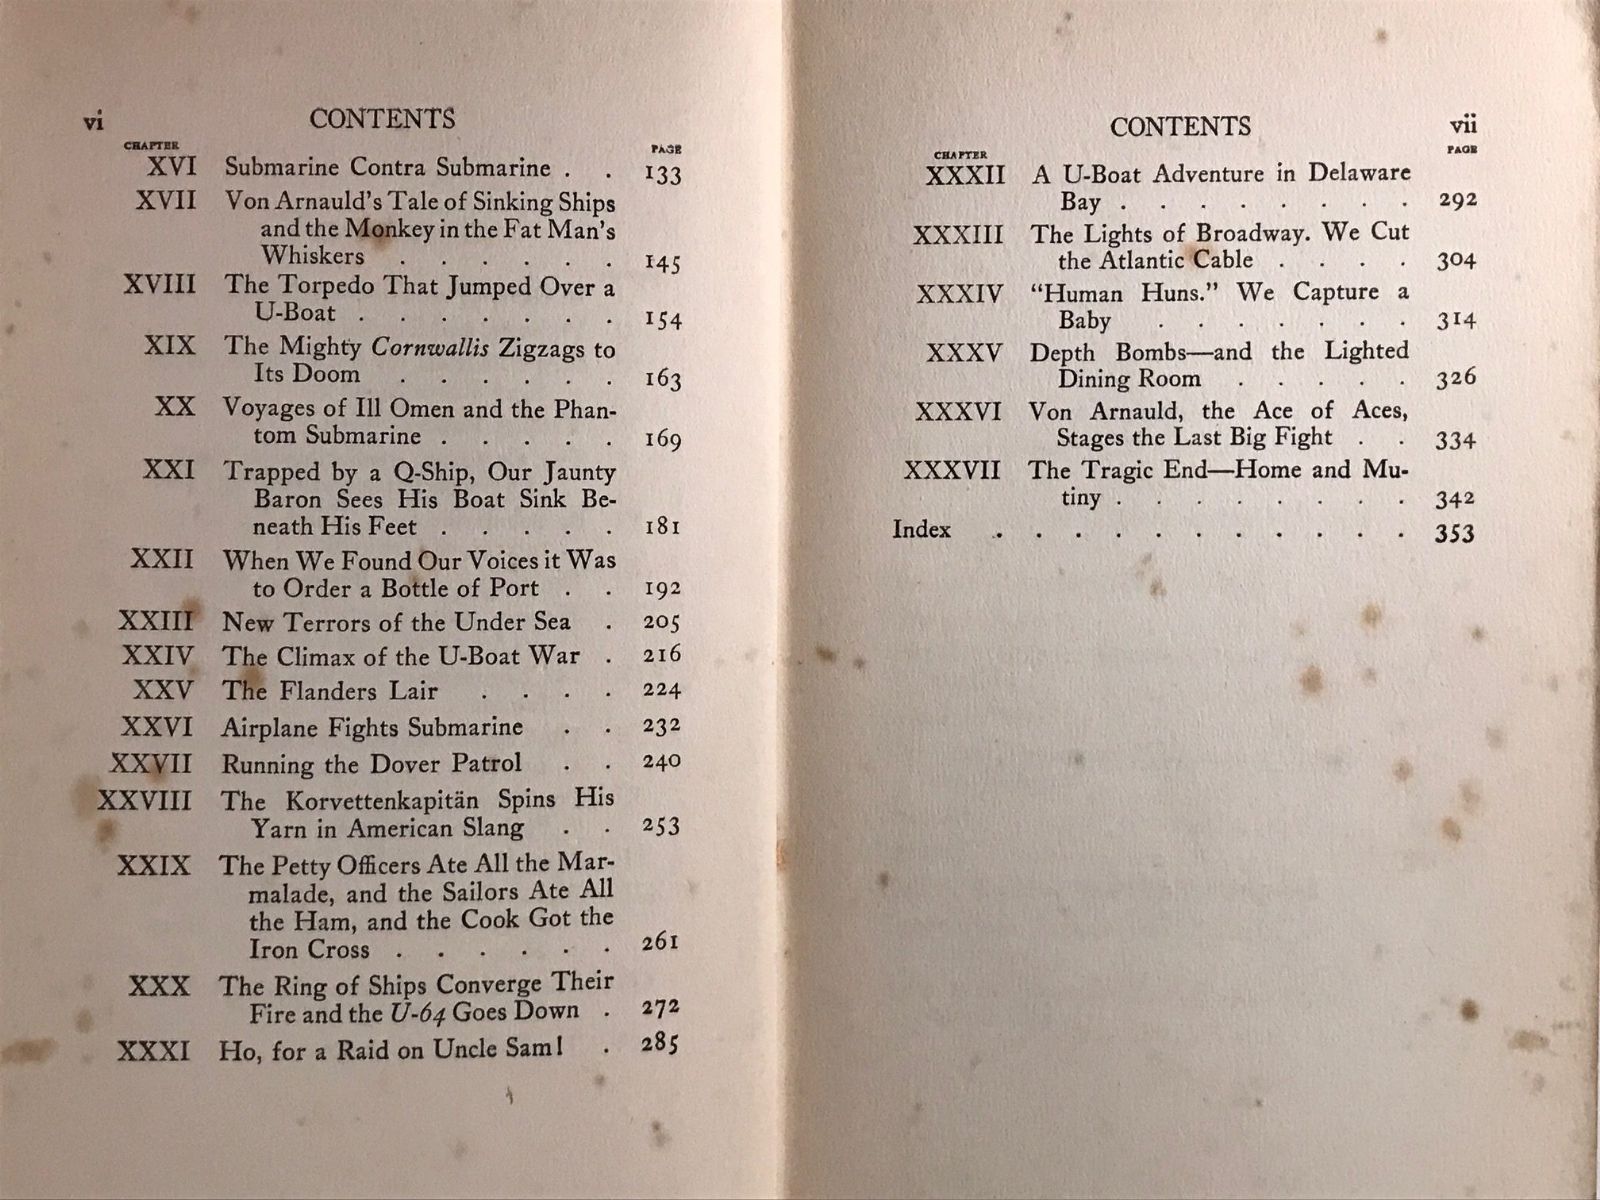 vi CONTENTS
CHAPTER PAGE
XVI Submarine Contra Submarine . . 133
XVII Von Arnauld's Tale of Sinking Ships
and the Monkey in the Fat Man's
Whiskers . . . . . . 145
XVIII The Torpedo That Jumped Over a
U-Boat . . . . . . . 154
XIX The Mighty Cornwallis Zigzags to
Its Doom . . . . . . 163
XX Voyages of Ill Omen and the Phan-
tom Submarine . . . . . 169
XXI Trapped by a Q-Ship, Our Jaunty
Baron Sees His Boat Sink Be-
neath His Feet . . . . . 181
XXII When We Found Our Voices it Was
to Order a Bottle of Port . . 192
XXIII New Terrors of the Under Sea . 205
XXIV The Climax of the U-Boat War . 216
XXV The Flanders Lair . . . . 224
XXVI Airplane Fights Submarine . . 232
XXVII Running the Dover Patrol . . 240
XXVIII The Korvettenkapitän Spins His
Yarn in American Slang . . 253
XXIX The Petty Officers Ate All the Mar-
malade, and the Sailors Ate All
the Ham, and the Cook Got the
Iron Cross . . . . . . 261
XXX The Ring of Ships Converge Their
Fire and the U-64 Goes Down . 272
XXXI Ho, for a Raid on Uncle Sam! . 285
CONTENTS vii
CHAPTER PAGE
XXXII A U-Boat Adventure in Delaware
Bay . . . . . . . . 292
XXXIII The Lights of Broadway. We Cut
the Atlantic Cable . . . . 304
XXXIV "Human Huns." We Capture a
Baby . . . . . . . 314
XXXV Depth Bombs—and the Lighted
Dining Room . . . . . 326
XXXVI Von Arnauld, the Ace of Aces,
Stages the Last Big Fight . . 334
XXXVII The Tragic End—Home and Mu-
tiny . . . . . . . . 342
Index . . . . . . . . . . . 353